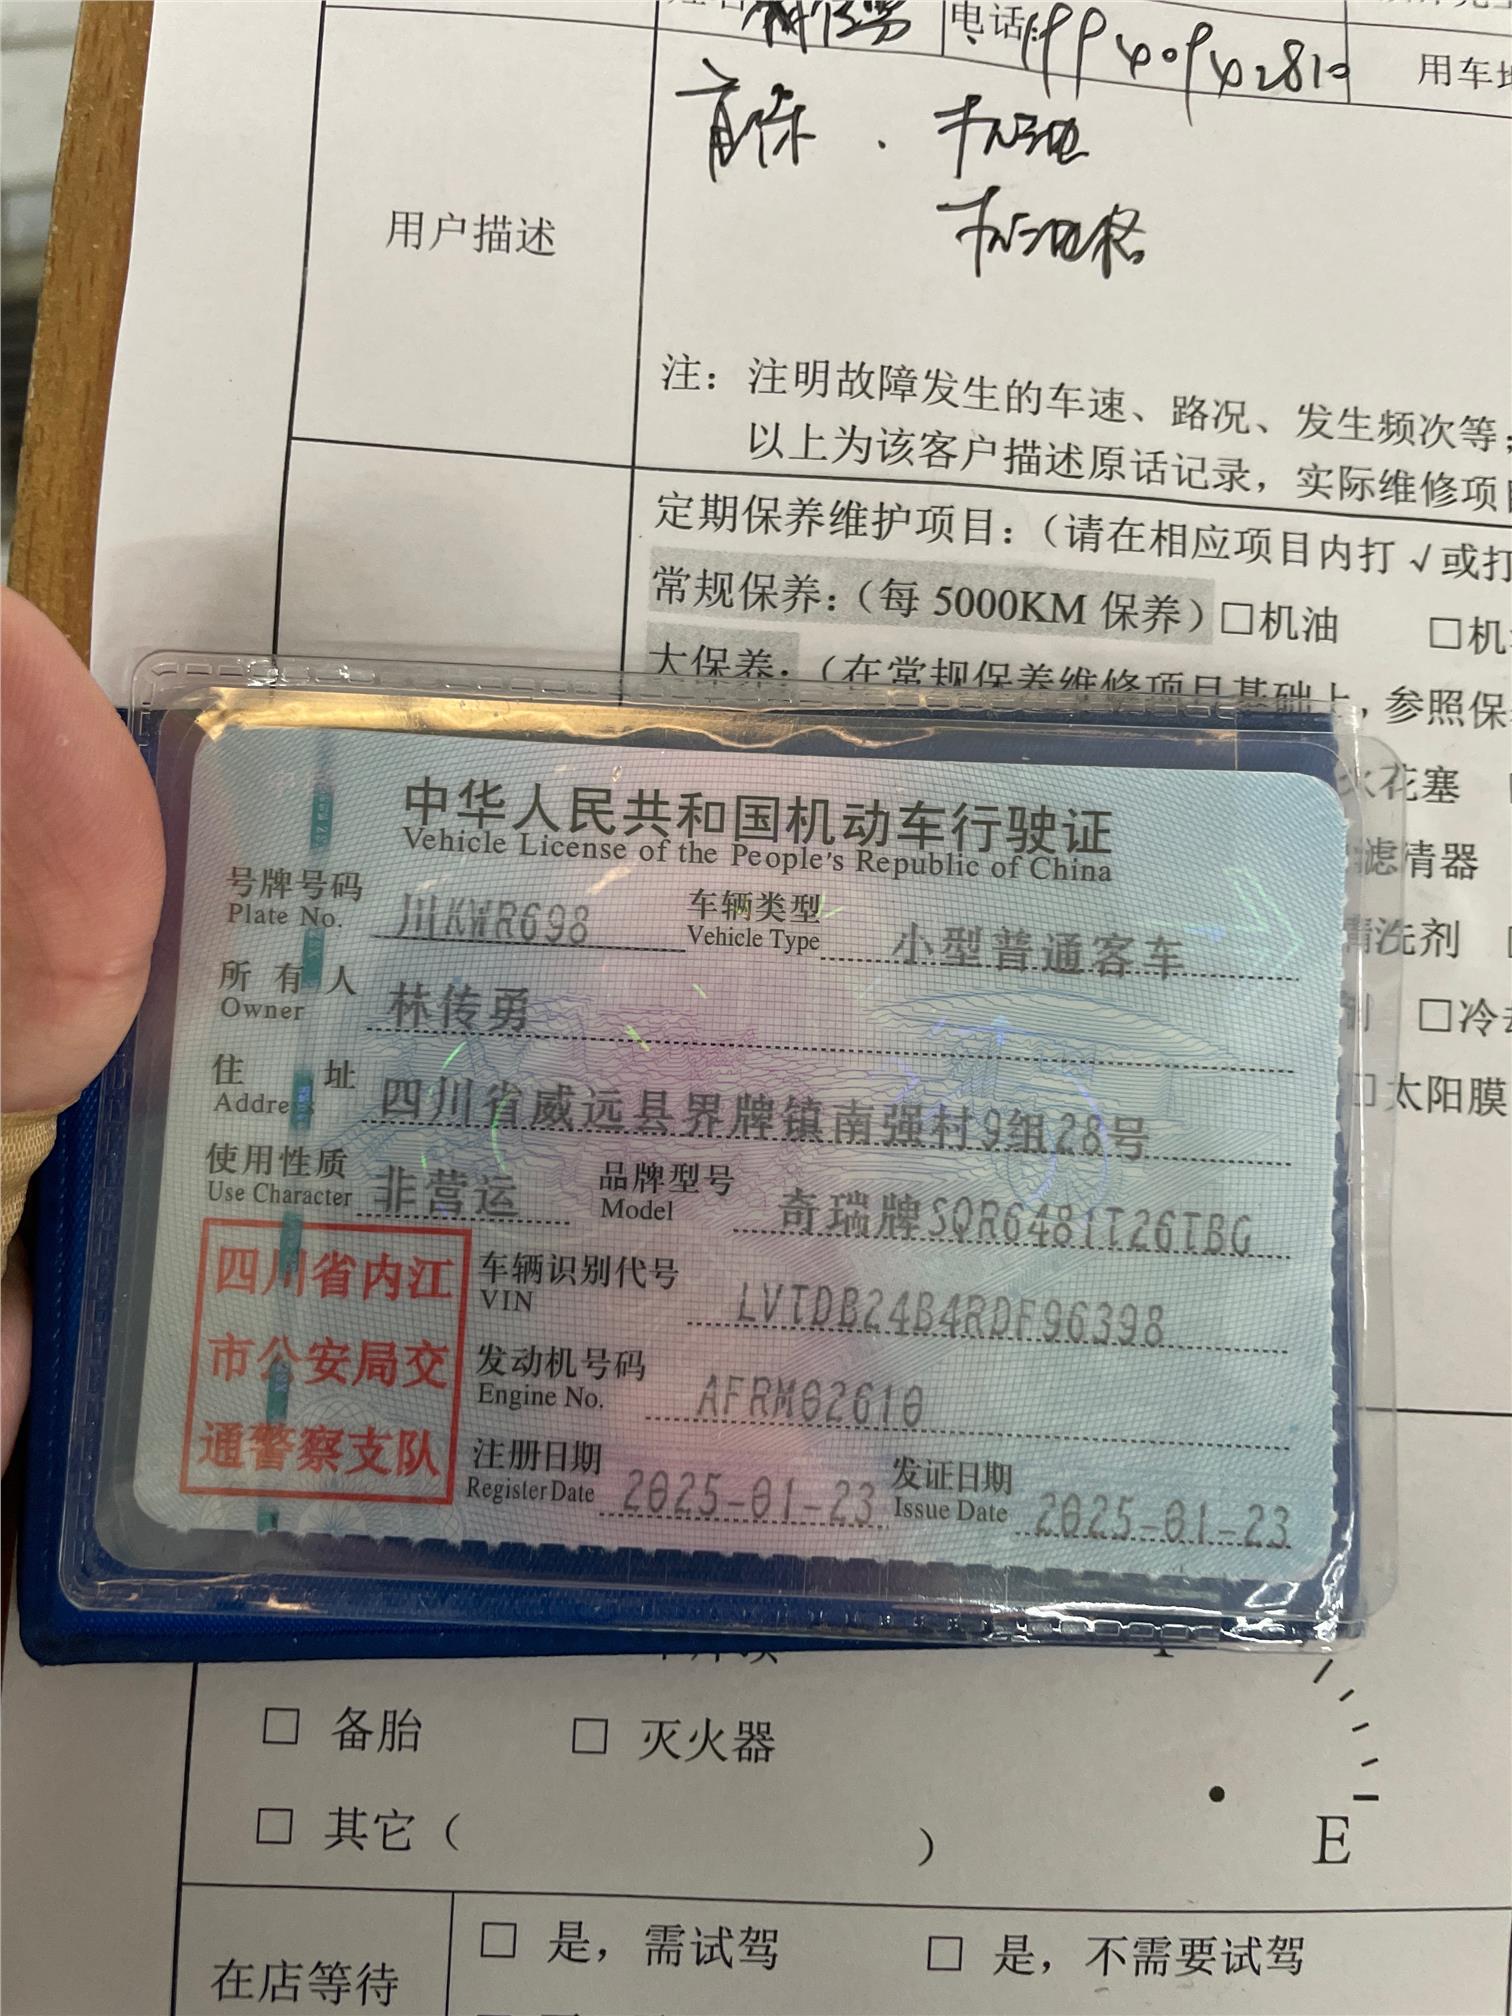 电话:
用车地
用户描述
首保.
注：注明故障发生的车速、路况、发生频次等；
以上为该客户描述原话记录，实际维修项目
定期保养维护项目：（请在相应项目内打 √ 或打
常规保养：（每 5000KM 保养）□机油 □机
大保养：（在常规保养维修项目基础上，参照保
火花塞
滤清器
清洗剂
□冷却
□太阳膜
中华人民共和国机动车行驶证
Vehicle License of the People's Republic of China
号牌号码 川KWR698 车辆类型 小型普通客车
Plate No. Vehicle Type
所有人 林传勇
Owner
住址 四川省威远县界牌镇南强村9组28号
Address
使用性质 非营运 品牌型号 奇瑞牌SQR6481T26TBG
Use Character Model
四川省内江
市公安局交
通警察支队
车辆识别代号 LVTDB24B4RDF96398
VIN
发动机号码 AFRM02610
Engine No.
注册日期 2025-01-23 发证日期 2025-01-23
Register Date Issue Date
□ 备胎 □ 灭火器
□ 其它（ ）
E
在店等待
□ 是，需试驾 □ 是，不需要试驾